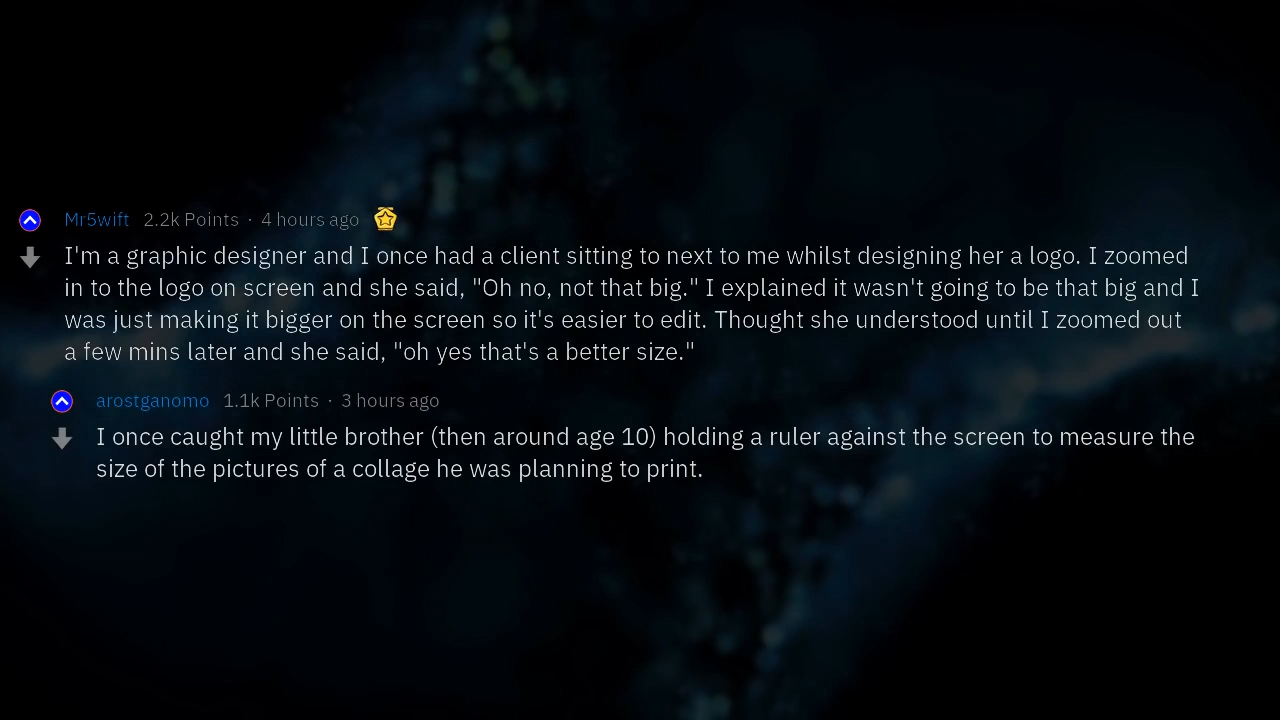 Mr5wift 2.2k Points · 4 hours ago
I'm a graphic designer and I once had a client sitting to next to me whilst designing her a logo. I zoomed
in to the logo on screen and she said, "Oh no, not that big." I explained it wasn't going to be that big and I
was just making it bigger on the screen so it's easier to edit. Thought she understood until I zoomed out
a few mins later and she said, "oh yes that's a better size."
arostganomo 1.1k Points · 3 hours ago
I once caught my little brother (then around age 10) holding a ruler against the screen to measure the
size of the pictures of a collage he was planning to print.